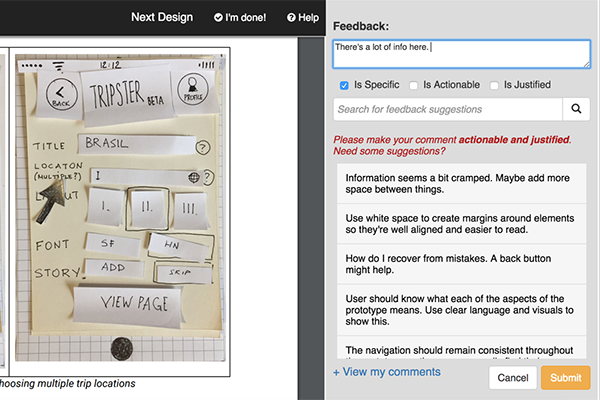 Next Design
I'm done!
Help
12:12
BACK
TRIPSTER BETA
PROFILE
TITLE BRASIL ?
LOCATON
(MULTIPLE?) I ?
I. II. III.
FONT SF HN
STORY ADD SKIP
VIEW PAGE
hoosing multiple trip locations
Feedback:
There's a lot of info here.
Is Specific Is Actionable Is Justified
Search for feedback suggestions
Please make your comment actionable and justified.
Need some suggestions?
Information seems a bit cramped. Maybe add more
space between things.
Use white space to create margins around elements
so they're well aligned and easier to read.
How do I recover from mistakes. A back button
might help.
User should know what each of the aspects of the
prototype means. Use clear language and visuals to
show this.
The navigation should remain consistent throughout
+ View my comments
Cancel
Submit